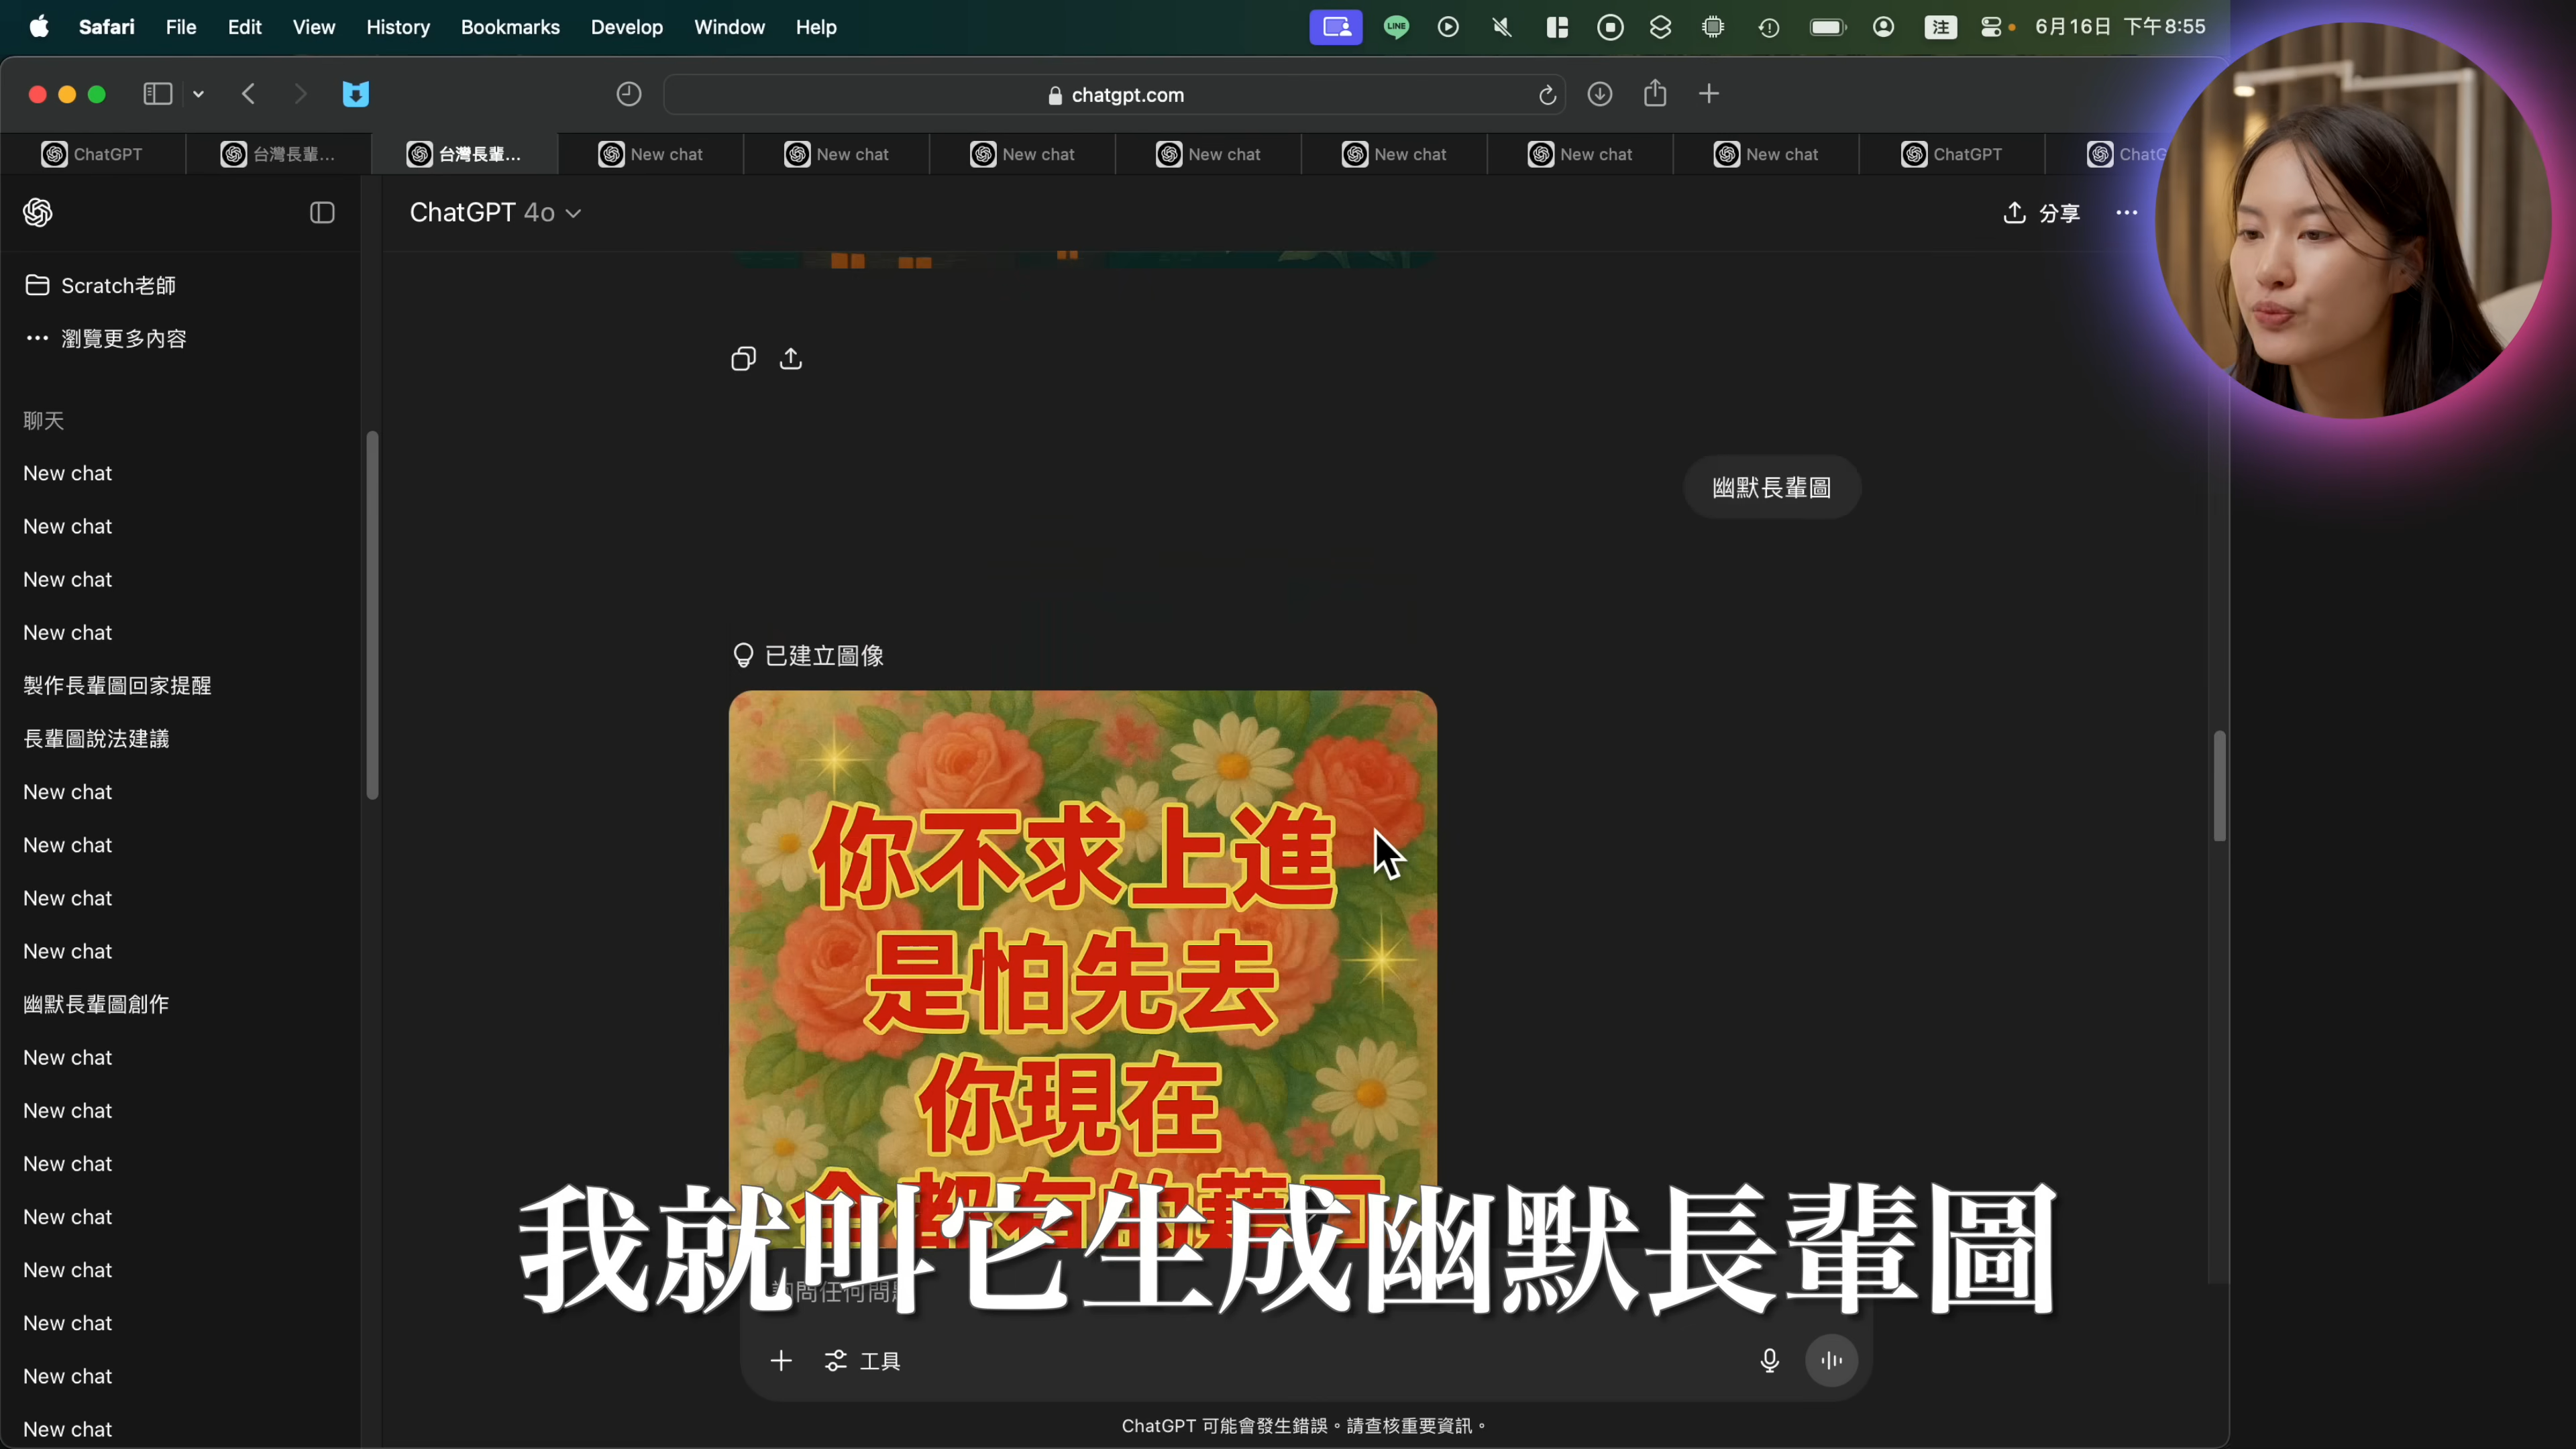 Safari File Edit View History Bookmarks Develop Window Help
LINE 注 6月16日 下午8:55
chatgpt.com
ChatGPT 台灣長輩... 台灣長輩... New chat New chat New chat New chat New chat New chat New chat ChatGPT ChatG
ChatGPT 4o
分享
Scratch老師
瀏覽更多內容
聊天
New chat
New chat
New chat
New chat
製作長輩圖回家提醒
長輩圖說法建議
New chat
New chat
New chat
New chat
幽默長輩圖創作
New chat
New chat
New chat
New chat
New chat
New chat
New chat
New chat
幽默長輩圖
已建立圖像
你不求上進
是怕先去
你現在
我就叫它生成幽默長輩圖
工具
ChatGPT 可能會發生錯誤。請查核重要資訊。